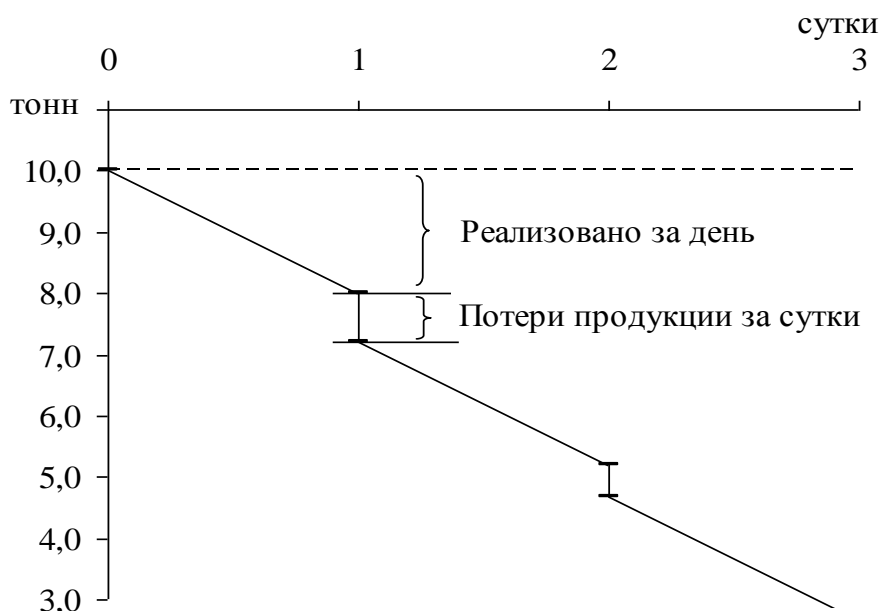 сутки
0 1 2 3
тонн
10,0
9,0
Реализовано за день
8,0
Потери продукции за сутки
7,0
6,0
5,0
4,0
3,0